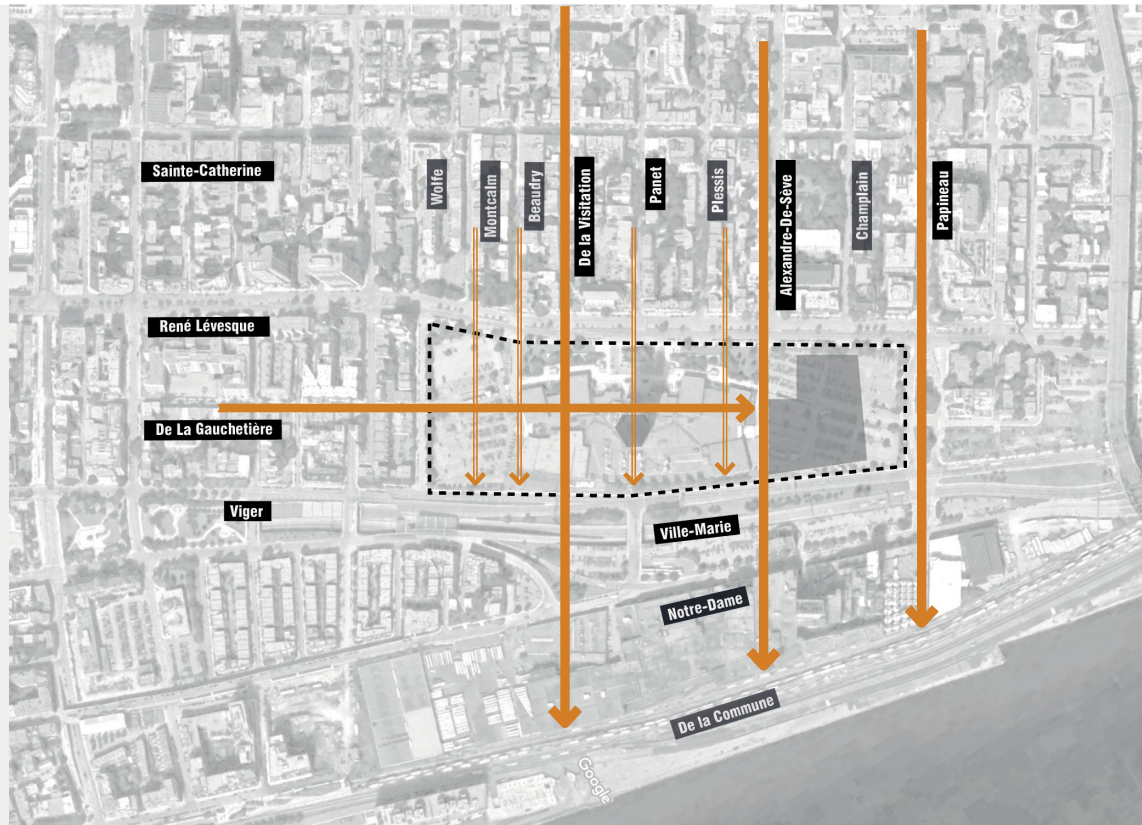 Sainte-Catherine
Wolfe
Montcalm
Beaudry
De la Visitation
Panet
Plessis
Alexandre-De-Sève
Champlain
Papineau
René Lévesque
De La Gauchetière
Viger
Ville-Marie
Notre-Dame
De la Commune
Google